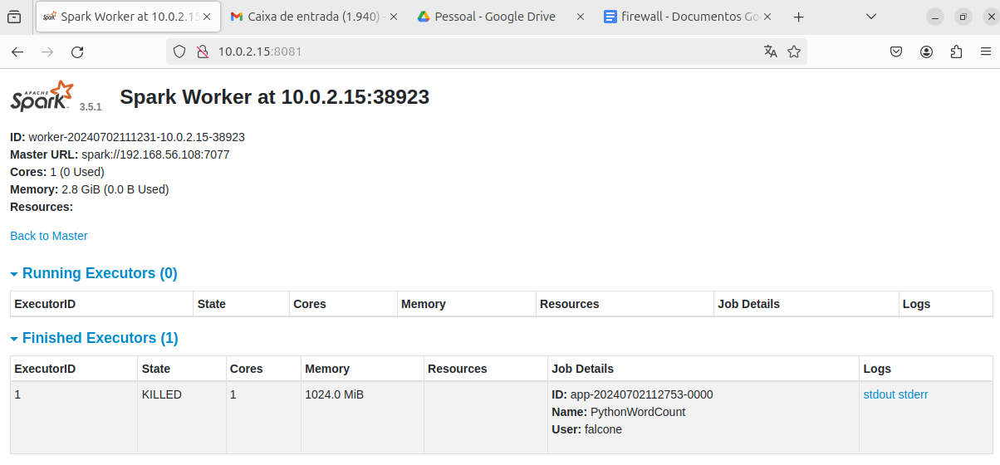 Spark Worker at 10.0.2.15
Caixa de entrada (1.940) -
Pessoal - Google Drive
firewall - Documentos Go
10.0.2.15:8081
APACHE
Spark 3.5.1
Spark Worker at 10.0.2.15:38923
ID: worker-20240702111231-10.0.2.15-38923
Master URL: spark://192.168.56.108:7077
Cores: 1 (0 Used)
Memory: 2.8 GiB (0.0 B Used)
Resources:
Back to Master
Running Executors (0)
ExecutorID State Cores Memory Resources Job Details Logs
Finished Executors (1)
ExecutorID State Cores Memory Resources Job Details Logs
1 KILLED 1 1024.0 MiB ID: app-20240702112753-0000 stdout stderr
Name: PythonWordCount
User: falcone